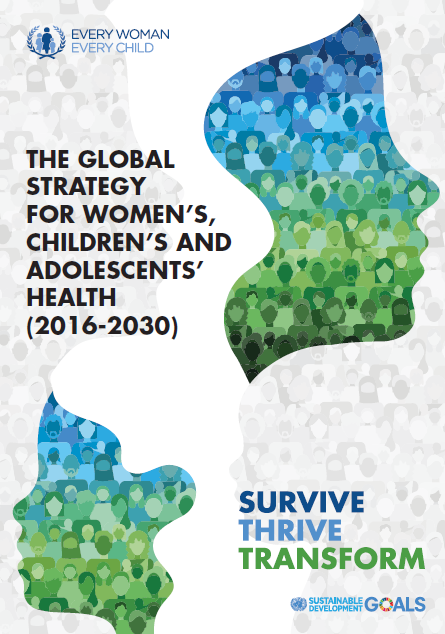 EVERY WOMAN
EVERY CHILD
THE GLOBAL
STRATEGY
FOR WOMEN'S,
CHILDREN'S AND
ADOLESCENTS'
HEALTH
(2016-2030)
SURVIVE
THRIVE
TRANSFORM
SUSTAINABLE
DEVELOPMENT
GOALS